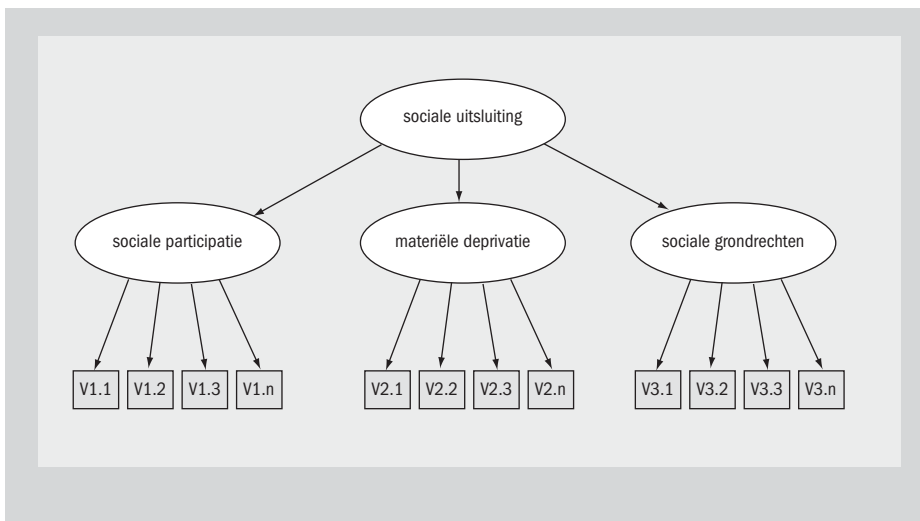 sociale uitsluiting
sociale participatie
materiële deprivatie
sociale grondrechten
V1.1 V1.2 V1.3 V1.n
V2.1 V2.2 V2.3 V2.n
V3.1 V3.2 V3.3 V3.n